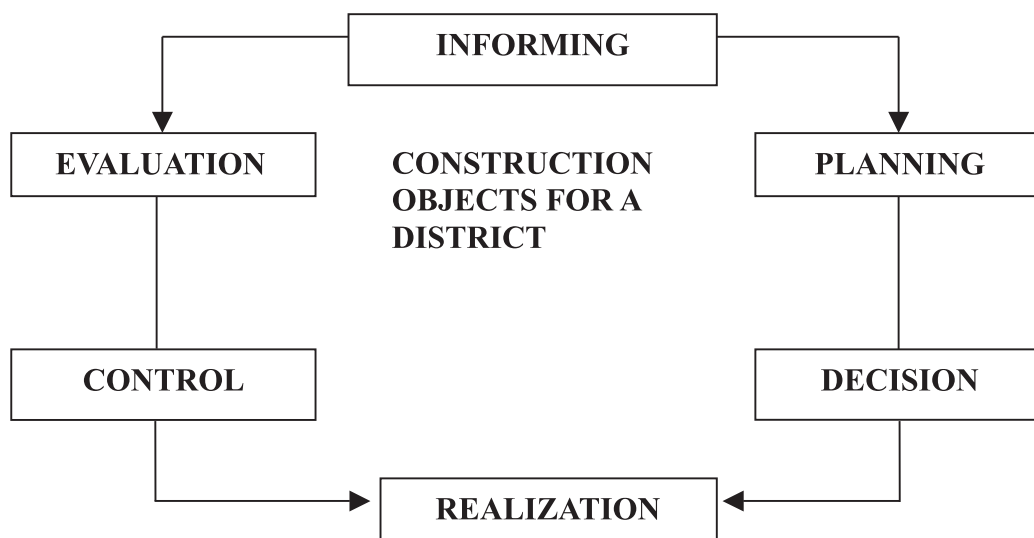 INFORMING
EVALUATION
CONSTRUCTION
OBJECTS FOR A
DISTRICT
PLANNING
CONTROL
DECISION
REALIZATION